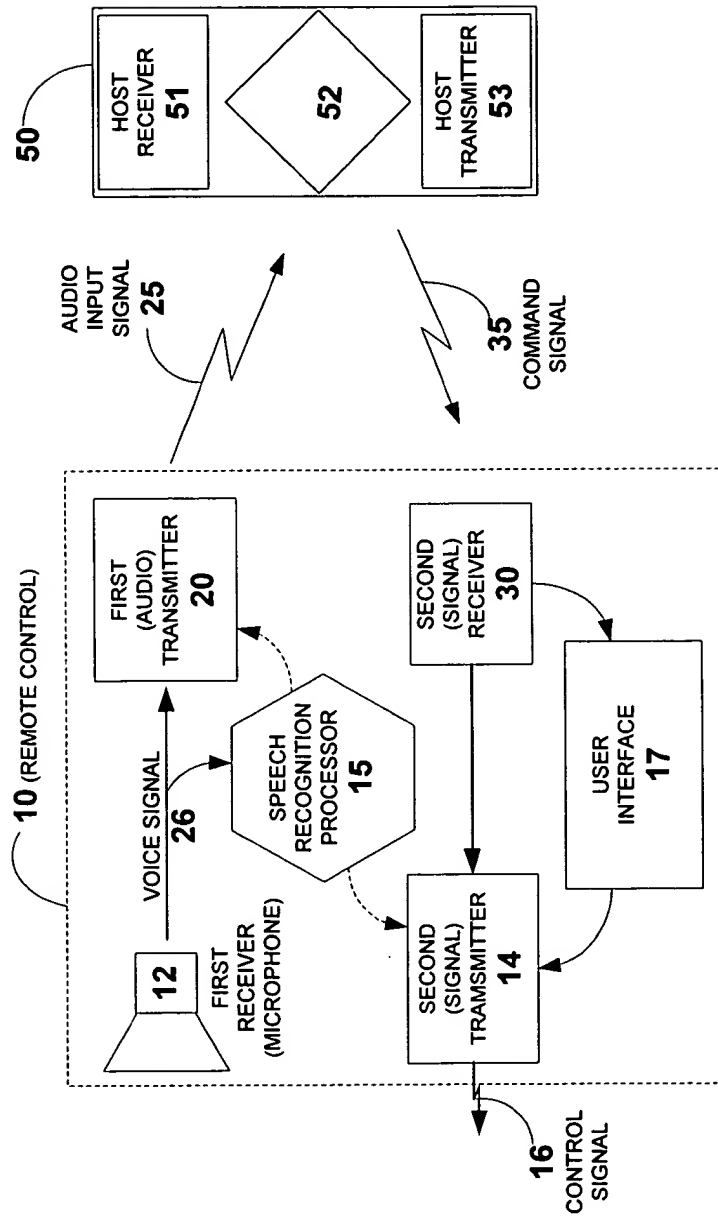 10 (REMOTE CONTROL)
12
FIRST
RECEIVER
(MICROPHONE)
VOICE SIGNAL
26
FIRST
(AUDIO)
TRANSMITTER
20
SPEECH
RECOGNITION
PROCESSOR
15
SECOND
(SIGNAL)
TRAMSMITTER
14
SECOND
(SIGNAL)
RECEIVER
30
USER
INTERFACE
17
16
CONTROL
SIGNAL
AUDIO
INPUT
SIGNAL
25
35
COMMAND
SIGNAL
50
HOST
RECEIVER
51
52
HOST
TRANSMITTER
53